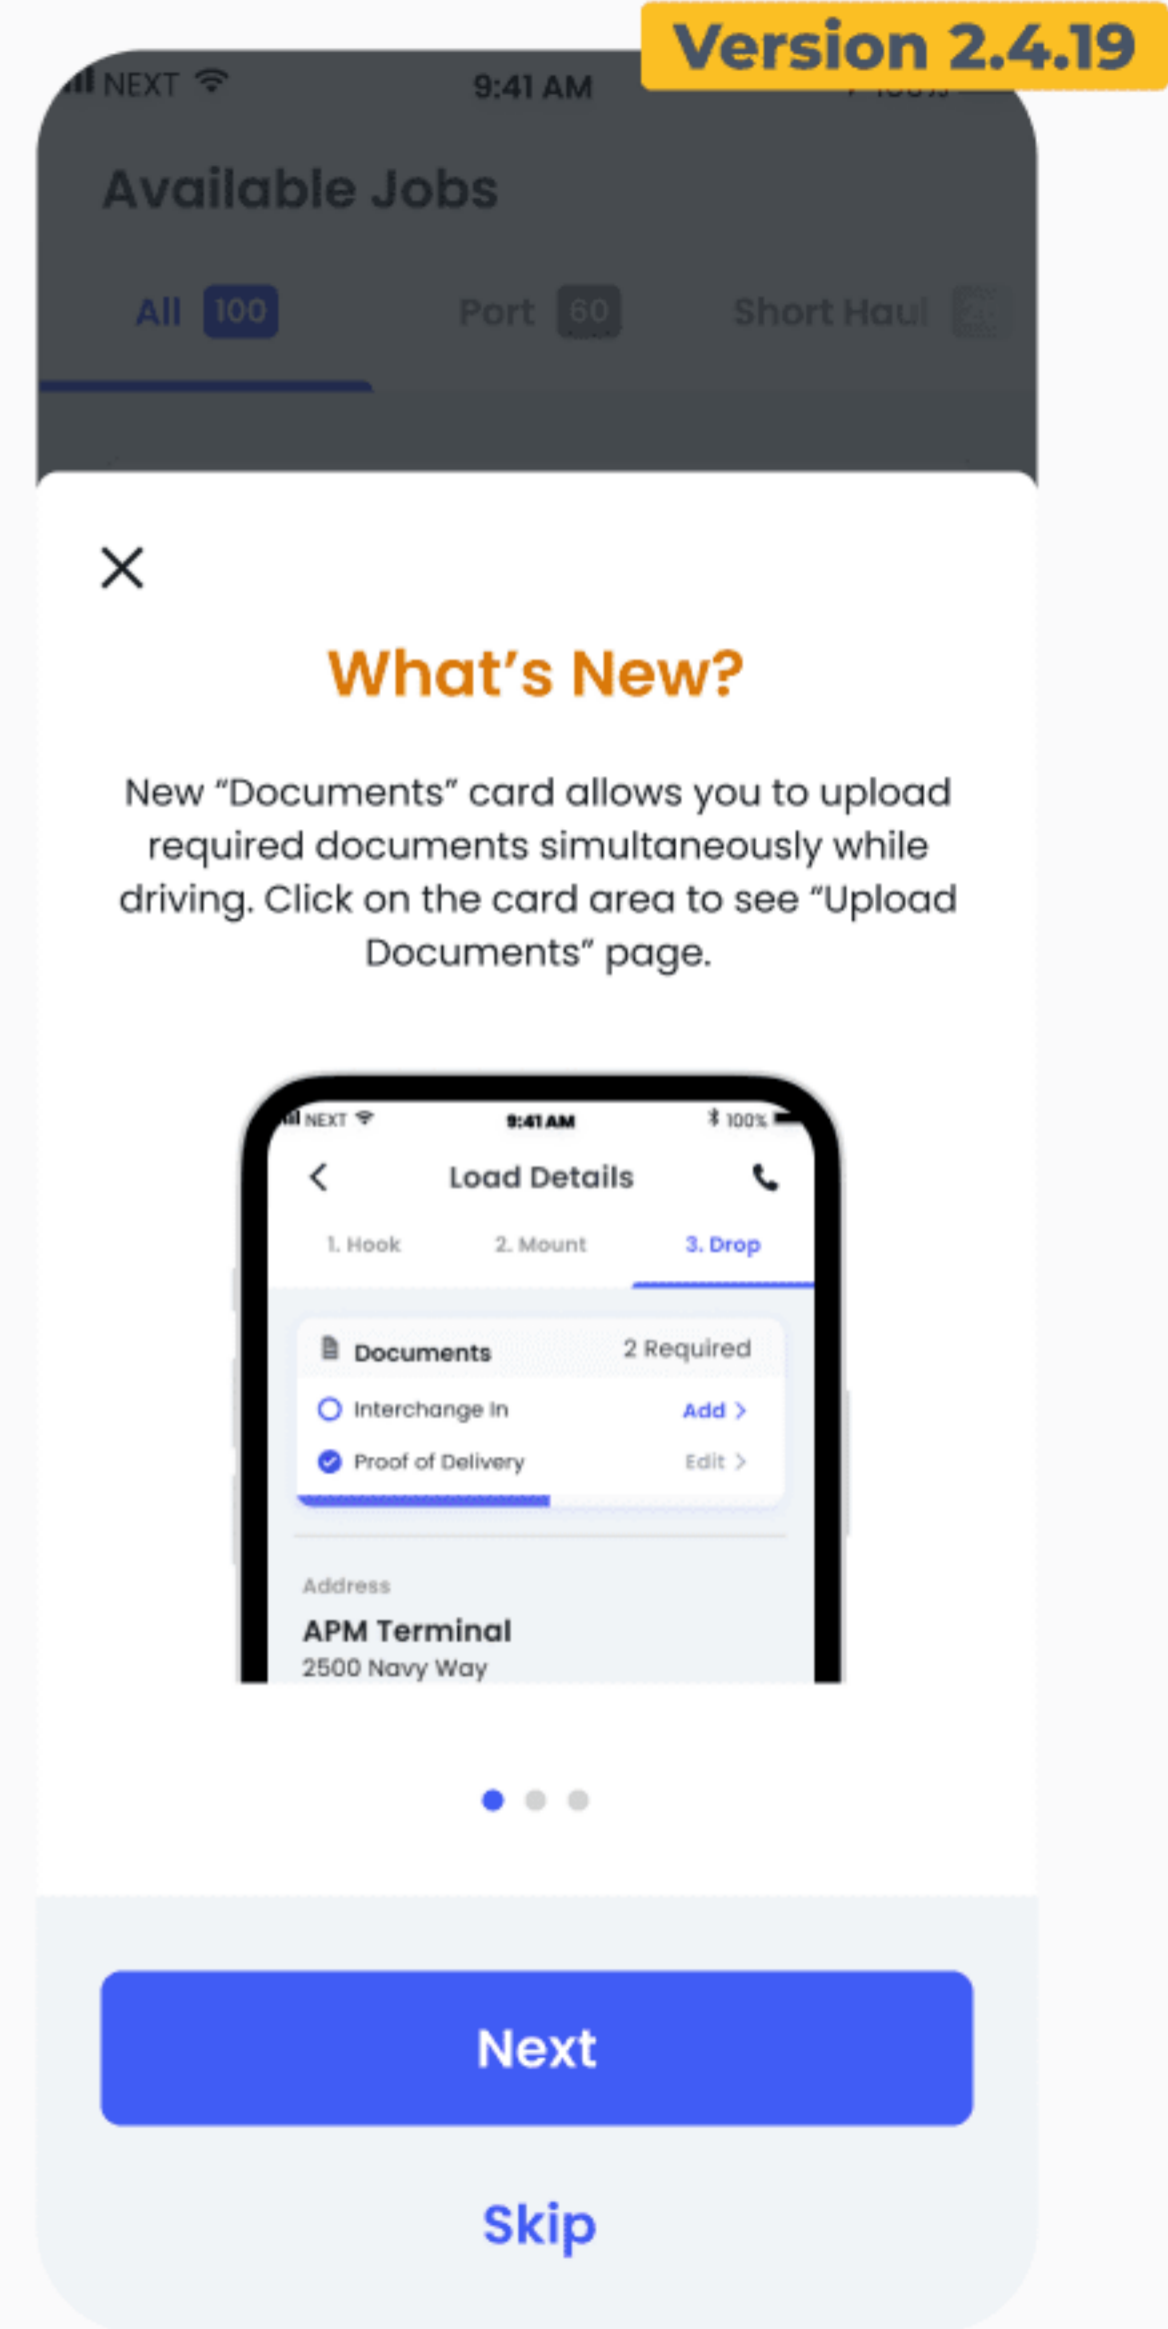 Version 2.4.19
NEXT 9:41 AM
Available Jobs
All 100 Port 60 Short Haul
What's New?
New “Documents” card allows you to upload
required documents simultaneously while
driving. Click on the card area to see “Upload
Documents” page.
NEXT 9:41 AM 100%
Load Details
1. Hook 2. Mount 3. Drop
Documents 2 Required
Interchange In Add >
Proof of Delivery Edit >
Address
APM Terminal
2500 Navy Way
Next
Skip